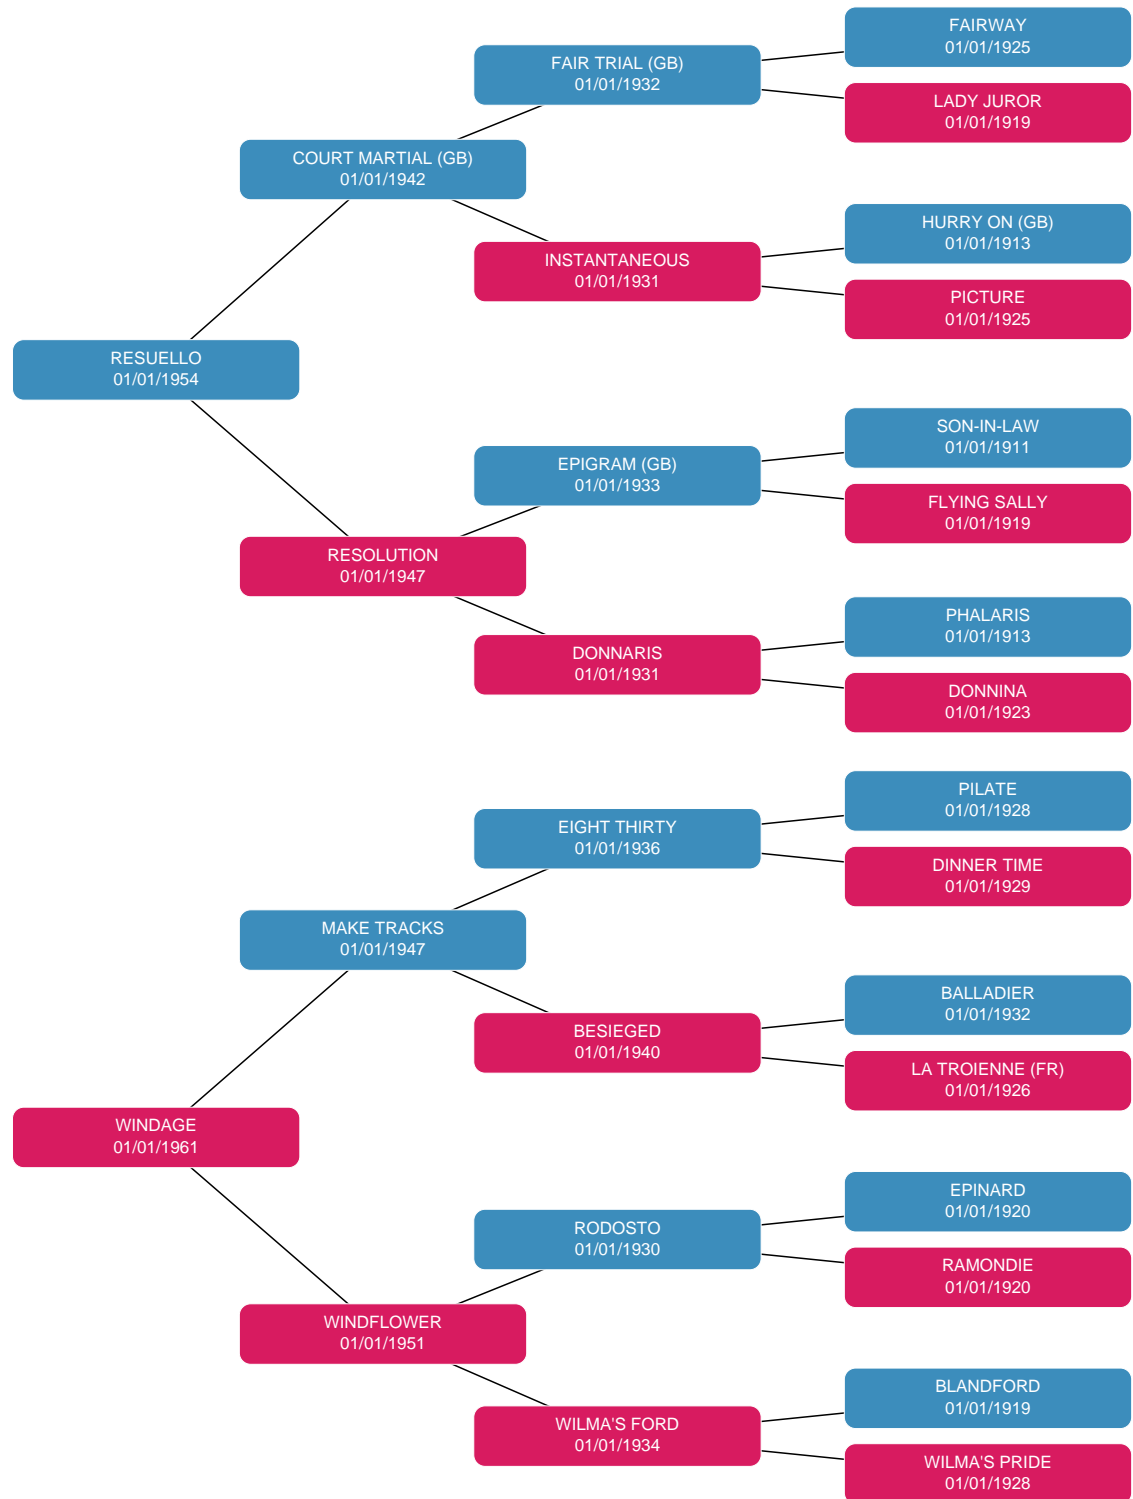 FAIRWAY
01/01/1925
FAIR TRIAL (GB)
01/01/1932
LADY JUROR
01/01/1919
COURT MARTIAL (GB)
01/01/1942
HURRY ON (GB)
01/01/1913
INSTANTANEOUS
01/01/1931
PICTURE
01/01/1925
RESUELLO
01/01/1954
SON-IN-LAW
01/01/1911
EPIGRAM (GB)
01/01/1933
FLYING SALLY
01/01/1919
RESOLUTION
01/01/1947
PHALARIS
01/01/1913
DONNARIS
01/01/1931
DONNINA
01/01/1923
PILATE
01/01/1928
EIGHT THIRTY
01/01/1936
DINNER TIME
01/01/1929
MAKE TRACKS
01/01/1947
BALLADIER
01/01/1932
BESIEGED
01/01/1940
LA TROIENNE (FR)
01/01/1926
WINDAGE
01/01/1961
EPINARD
01/01/1920
RODOSTO
01/01/1930
RAMONDIE
01/01/1920
WINDFLOWER
01/01/1951
BLANDFORD
01/01/1919
WILMA'S FORD
01/01/1934
WILMA'S PRIDE
01/01/1928